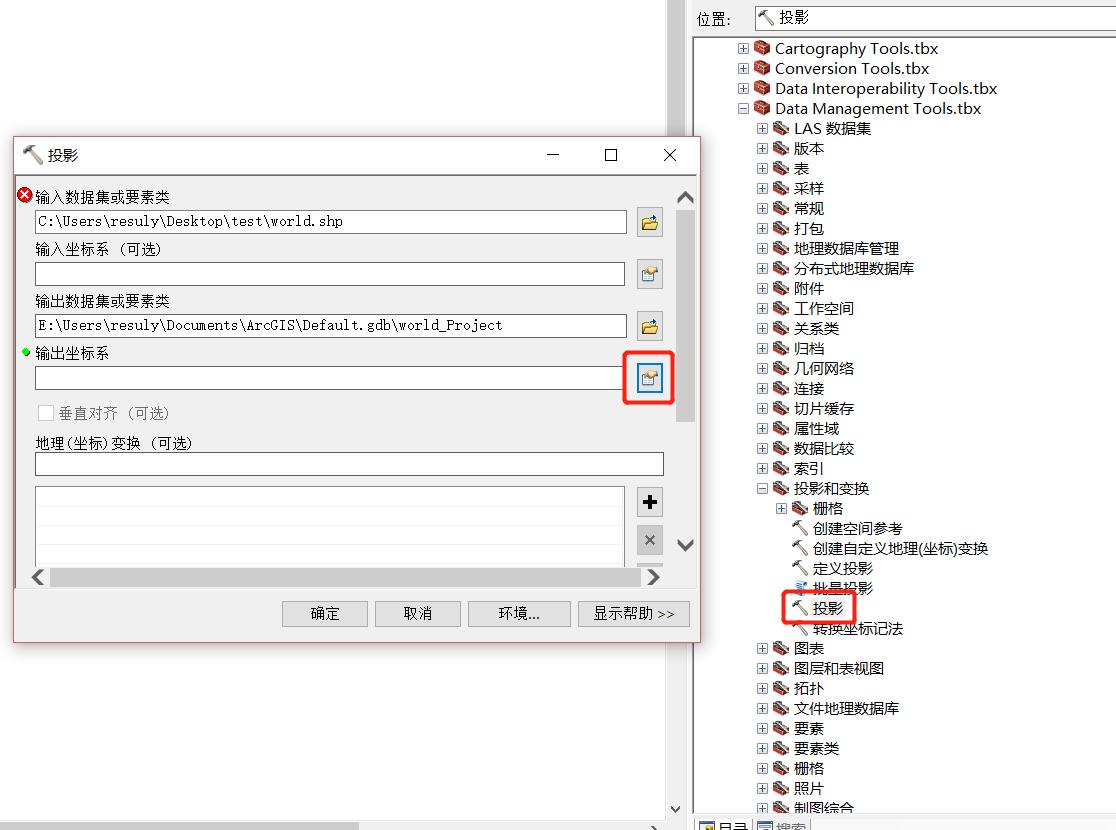 位置:
投影
Cartography Tools.tbx
Conversion Tools.tbx
Data Interoperability Tools.tbx
Data Management Tools.tbx
LAS 数据集
版本
表
采样
常规
打包
地理数据库管理
分布式地理数据库
附件
工作空间
关系类
归档
几何网络
连接
切片缓存
属性域
数据比较
索引
投影和变换
栅格
创建空间参考
创建自定义地理(坐标)变换
定义投影
批量投影
投影
转换坐标记法
图表
图层和表视图
拓扑
文件地理数据库
要素
要素类
栅格
照片
制图综合
目录
搜索
投影
输入数据集或要素类
C:\Users\resuly\Desktop\test\world.shp
输入坐标系 (可选)
输出数据集或要素类
E:\Users\resuly\Documents\ArcGIS\Default.gdb\world_Project
输出坐标系
垂直对齐 (可选)
地理(坐标)变换 (可选)
确定
取消
环境...
显示帮助 >>